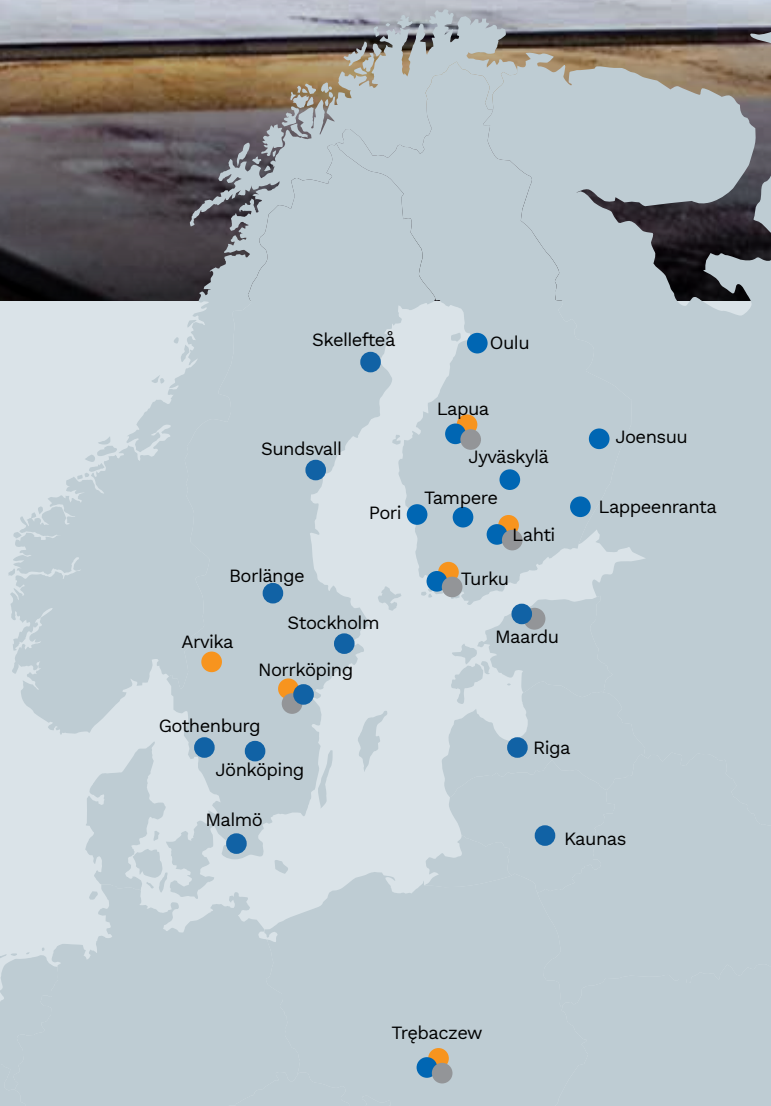 Skellefteå
Oulu
Lapua
Joensuu
Sundsvall
Jyväskylä
Tampere
Pori
Lappeenranta
Lahti
Borlänge
Turku
Stockholm
Maardu
Arvika
Norrköping
Gothenburg
Riga
Jönköping
Malmö
Kaunas
Trębaczew